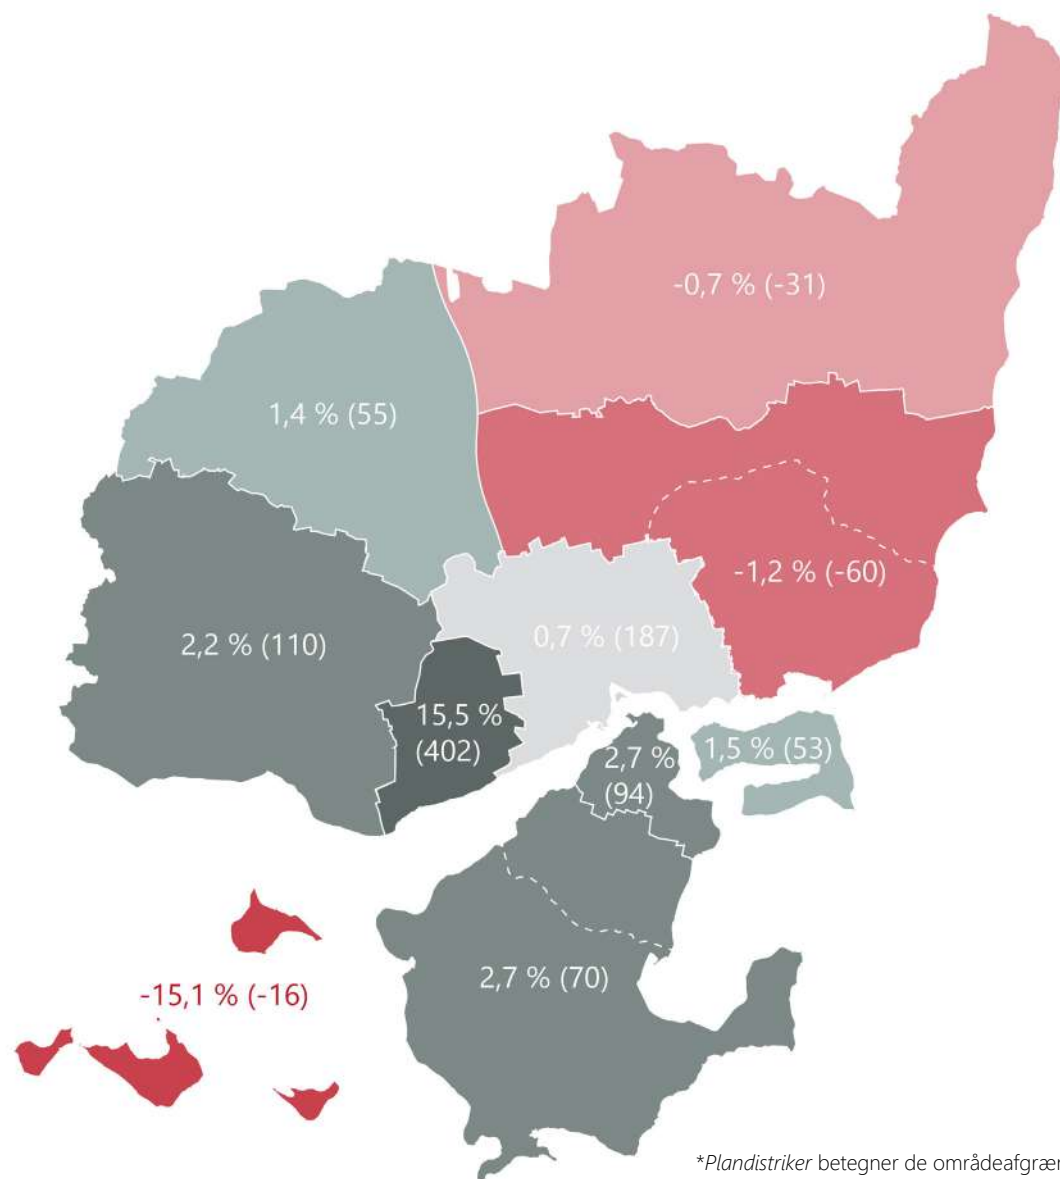 -0,7 % (-31)
1,4 % (55)
-1,2 % (-60)
2,2 % (110)
0,7 % (187)
15,5 %
(402)
2,7 %
(94)
1,5 % (53)
2,7 % (70)
-15,1 % (-16)
*Plandistriker betegner de